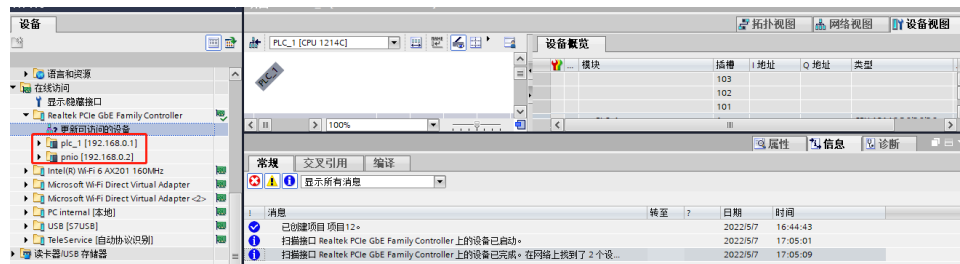 设备
拓扑视图
网络视图
设备视图
PLC_1 [CPU 1214C]
设备概览
... 模块
插槽
I 地址
Q 地址
类型
103
102
101
PLC_1
100%
语言和资源
在线访问
显示/隐藏接口
Realtek PCIe GbE Family Controller
更新可访问的设备
plc_1 [192.168.0.1]
pnio [192.168.0.2]
Intel(R) Wi-Fi 6 AX201 160MHz
Microsoft Wi-Fi Direct Virtual Adapter
Microsoft Wi-Fi Direct Virtual Adapter <2>
PC internal [本地]
USB [S7USB]
TeleService [自动协议识别]
读卡器/USB 存储器
属性
信息
诊断
常规
交叉引用
编译
显示所有消息
! 消息
转至
?
日期
时间
已创建项目 项目12。
2022/5/7
16:44:43
扫描接口 Realtek PCIe GbE Family Controller 上的设备已启动。
2022/5/7
17:05:01
扫描接口 Realtek PCIe GbE Family Controller 上的设备已完成。在网络上找到了 2 个设...
2022/5/7
17:05:09